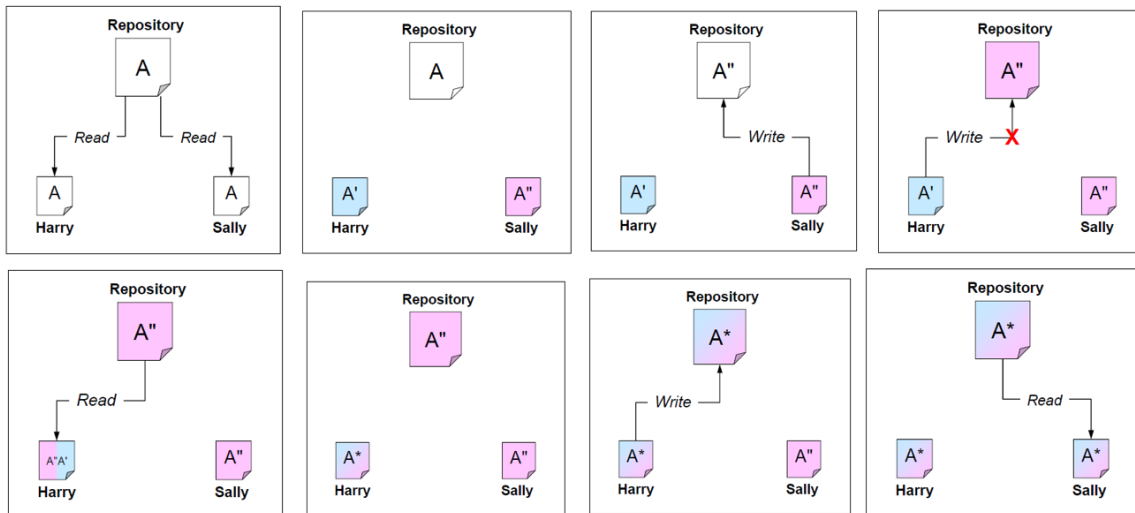 Repository
A
Read
Read
A
A
Harry
Sally
Repository
A
A'
A"
Harry
Sally
Repository
A"
Write
A'
A"
Harry
Sally
Repository
A"
Write
X
A'
A"
Harry
Sally
Repository
A"
Read
A"A'
A"
Harry
Sally
Repository
A"
A*
A"
Harry
Sally
Repository
A*
Write
A*
A"
Harry
Sally
Repository
A*
Read
A*
A*
Harry
Sally